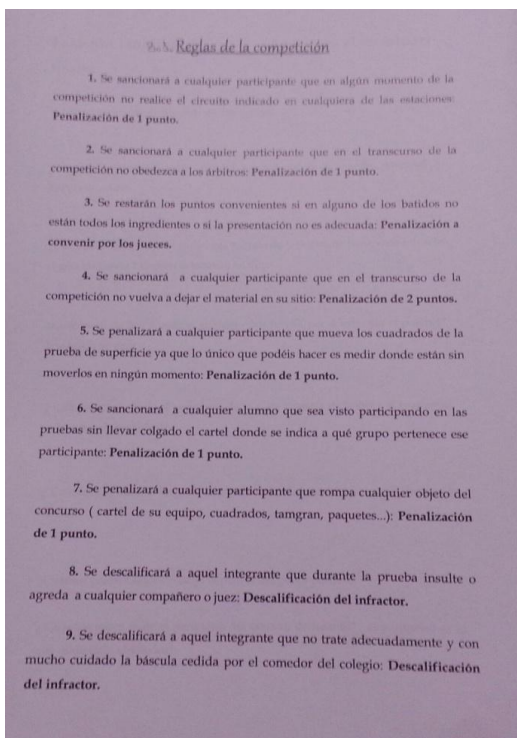 Reglas de la competición
1. Se sancionará a cualquier participante que en algún momento de la
competición no realice el circuito indicado en cualquiera de las estaciones:
Penalización de 1 punto.
2. Se sancionará a cualquier participante que en el transcurso de la
competición no obedezca a los árbitros: Penalización de 1 punto.
3. Se restarán los puntos convenientes si en alguno de los batidos no
están todos los ingredientes o si la presentación no es adecuada: Penalización a
convenir por los jueces.
4. Se sancionará a cualquier participante que en el transcurso de la
competición no vuelva a dejar el material en su sitio: Penalización de 2 puntos.
5. Se penalizará a cualquier participante que mueva los cuadrados de la
prueba de superficie ya que lo único que podéis hacer es medir donde están sin
moverlos en ningún momento: Penalización de 1 punto.
6. Se sancionará a cualquier alumno que sea visto participando en las
pruebas sin llevar colgado el cartel donde se indica a qué grupo pertenece ese
participante: Penalización de 1 punto.
7. Se penalizará a cualquier participante que rompa cualquier objeto del
concurso ( cartel de su equipo, cuadrados, tamgran, paquetes...): Penalización
de 1 punto.
8. Se descalificará a aquel integrante que durante la prueba insulte o
agreda a cualquier compañero o juez: Descalificación del infractor.
9. Se descalificará a aquel integrante que no trate adecuadamente y con
mucho cuidado la báscula cedida por el comedor del colegio: Descalificación
del infractor.